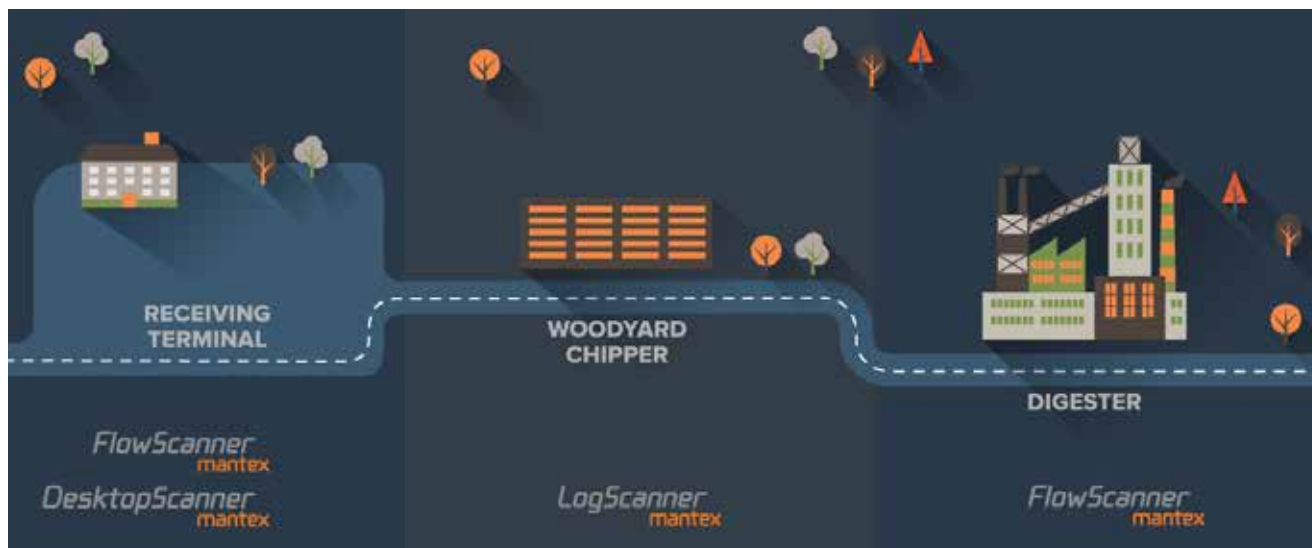 RECEIVING
TERMINAL
WOODYARD
CHIPPER
DIGESTER
FlowScanner
mantex
DesktopScanner
mantex
LogScanner
mantex
FlowScanner
mantex